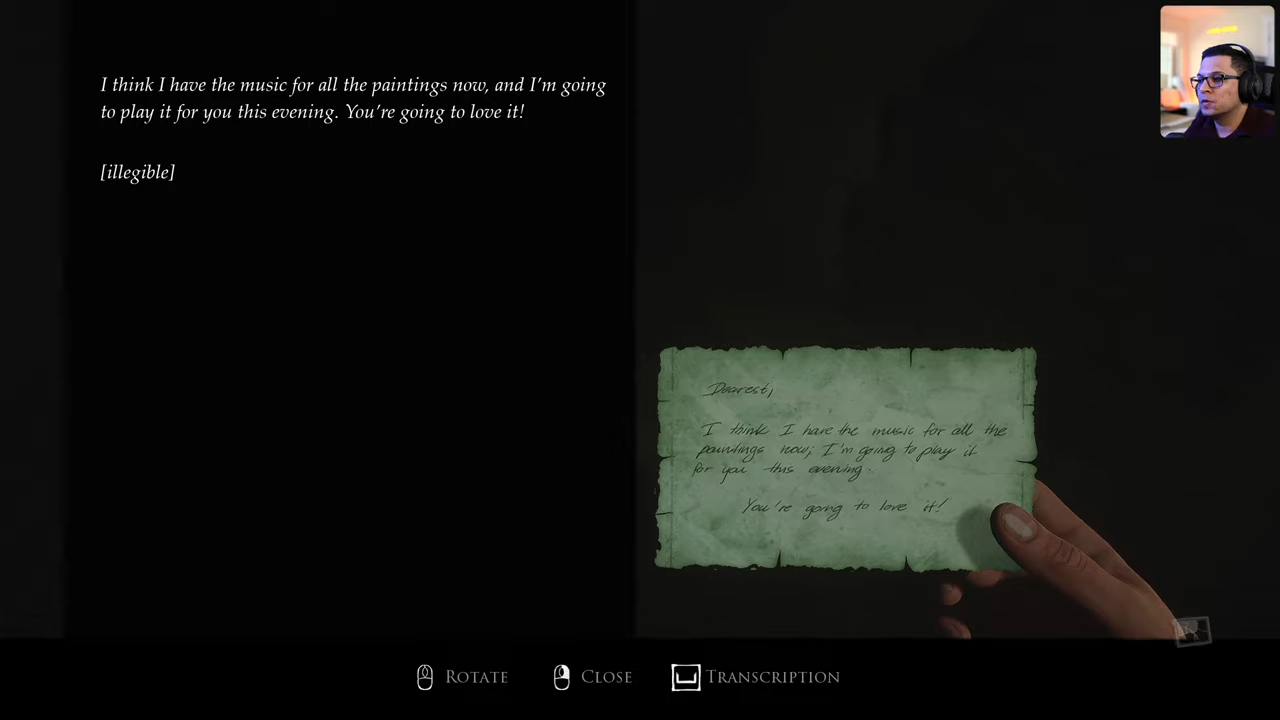 I think I have the music for all the paintings now, and I'm going
to play it for you this evening. You're going to love it!
[illegible]
Dearest,
I think I have the music for all the
paintings now; I'm going to play it
for you this evening.
You're going to love it!
ROTATE
CLOSE
TRANSCRIPTION